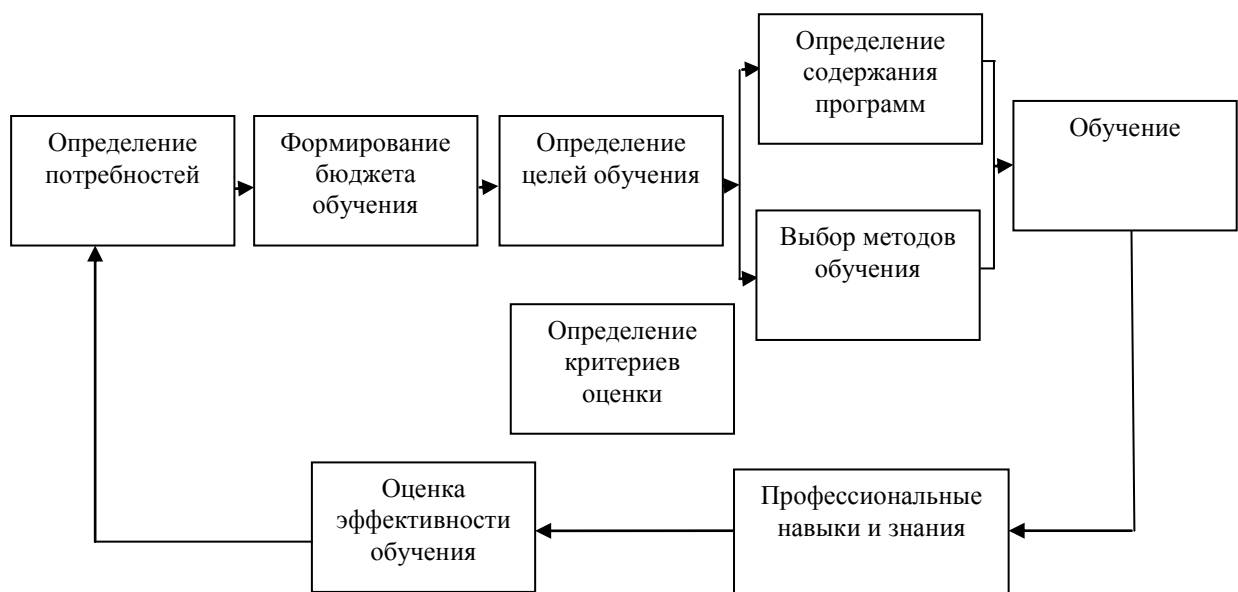 Определение
потребностей
Формирование
бюджета
обучения
Определение
целей обучения
Определение
содержания
программ
Выбор методов
обучения
Обучение
Определение
критериев
оценки
Оценка
эффективности
обучения
Профессиональные
навыки и знания